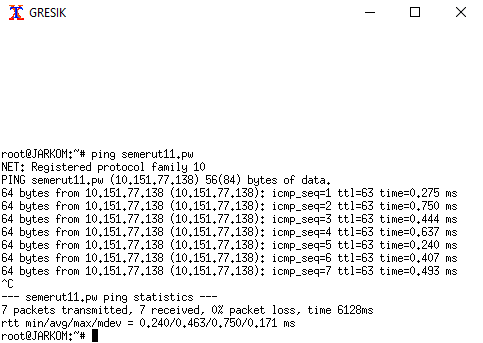 GRESIK
root@JARKOM:~# ping semerut11.pw
NET: Registered protocol family 10
PING semerut11.pw (10.151.77.138) 56(84) bytes of data.
64 bytes from 10.151.77.138 (10.151.77.138): icmp_seq=1 ttl=63 time=0.275 ms
64 bytes from 10.151.77.138 (10.151.77.138): icmp_seq=2 ttl=63 time=0.750 ms
64 bytes from 10.151.77.138 (10.151.77.138): icmp_seq=3 ttl=63 time=0.444 ms
64 bytes from 10.151.77.138 (10.151.77.138): icmp_seq=4 ttl=63 time=0.637 ms
64 bytes from 10.151.77.138 (10.151.77.138): icmp_seq=5 ttl=63 time=0.240 ms
64 bytes from 10.151.77.138 (10.151.77.138): icmp_seq=6 ttl=63 time=0.407 ms
64 bytes from 10.151.77.138 (10.151.77.138): icmp_seq=7 ttl=63 time=0.493 ms
^C
--- semerut11.pw ping statistics ---
7 packets transmitted, 7 received, 0% packet loss, time 6128ms
rtt min/avg/max/mdev = 0.240/0.463/0.750/0.171 ms
root@JARKOM:~#